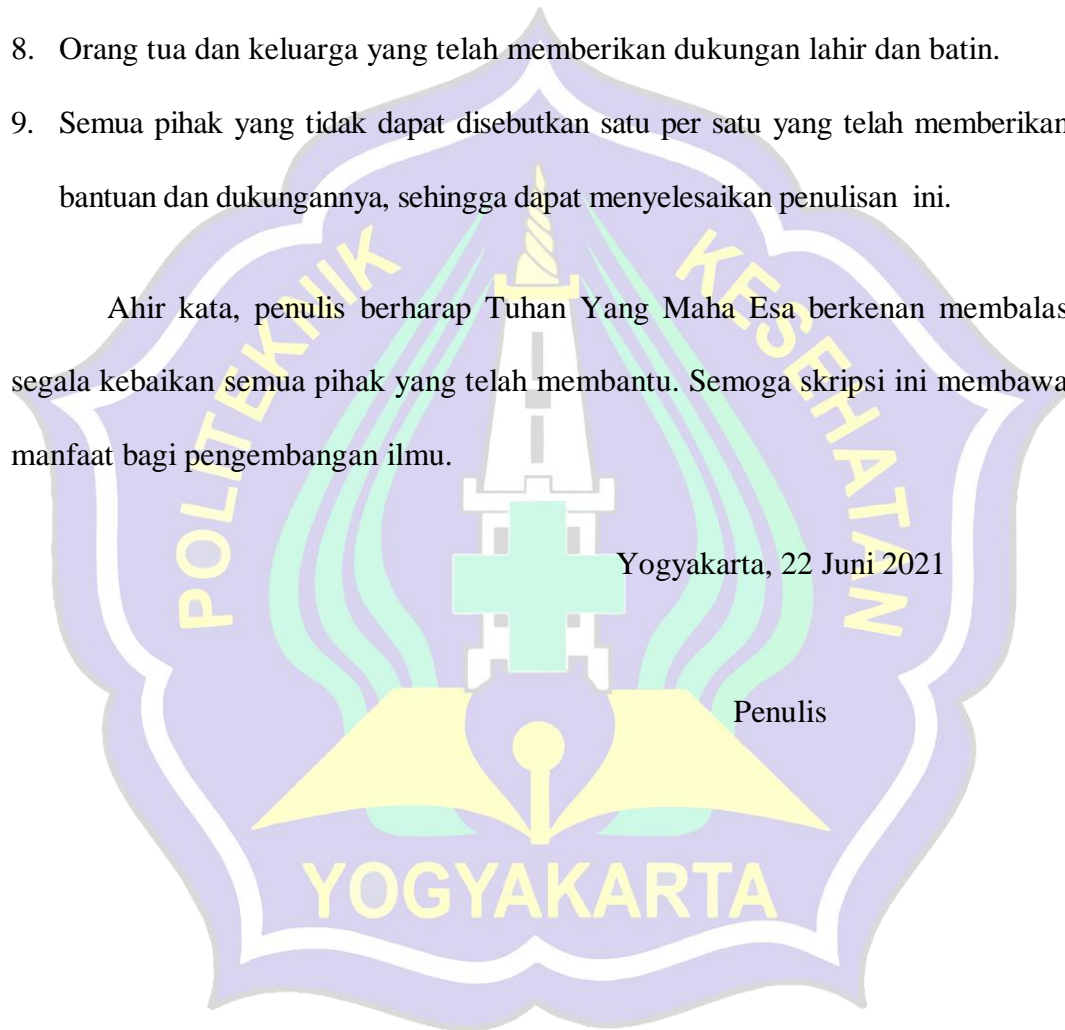 8. Orang tua dan keluarga yang telah memberikan dukungan lahir dan batin.
9. Semua pihak yang tidak dapat disebutkan satu per satu yang telah memberikan
bantuan dan dukungannya, sehingga dapat menyelesaikan penulisan ini.
Ahir kata, penulis berharap Tuhan Yang Maha Esa berkenan membalas
segala kebaikan semua pihak yang telah membantu. Semoga skripsi ini membawa
manfaat bagi pengembangan ilmu.
Yogyakarta, 22 Juni 2021
Penulis
POLITEKNIK KESEHATAN
YOGYAKARTA